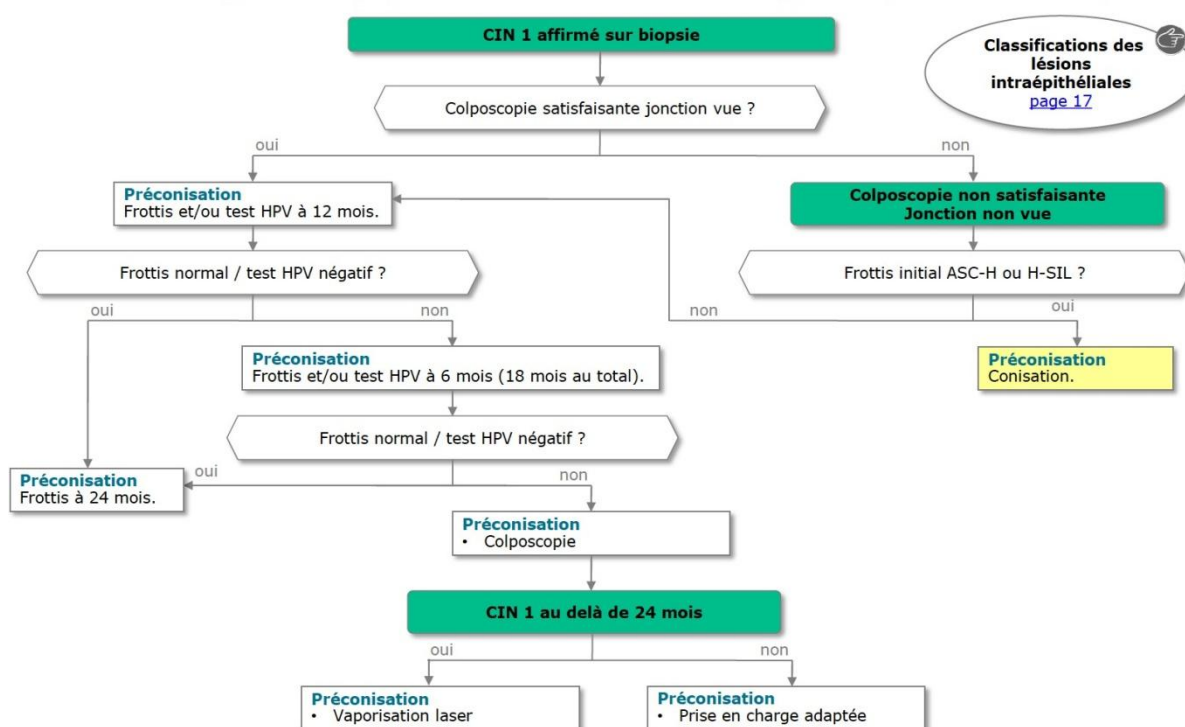 CIN 1 affirmé sur biopsie
Classifications des
lésions
intraépithéliales
page 17
Colposcopie satisfaisante jonction vue ?
oui
non
Préconisation
Frottis et/ou test HPV à 12 mois.
Colposcopie non satisfaisante
Jonction non vue
Frottis normal / test HPV négatif ?
Frottis initial ASC-H ou H-SIL ?
oui
non
non
oui
Préconisation
Frottis et/ou test HPV à 6 mois (18 mois au total).
Préconisation
Conisation.
Frottis normal / test HPV négatif ?
oui
non
Préconisation
Frottis à 24 mois.
Préconisation
• Colposcopie
CIN 1 au delà de 24 mois
oui
non
Préconisation
• Vaporisation laser
Préconisation
• Prise en charge adaptée